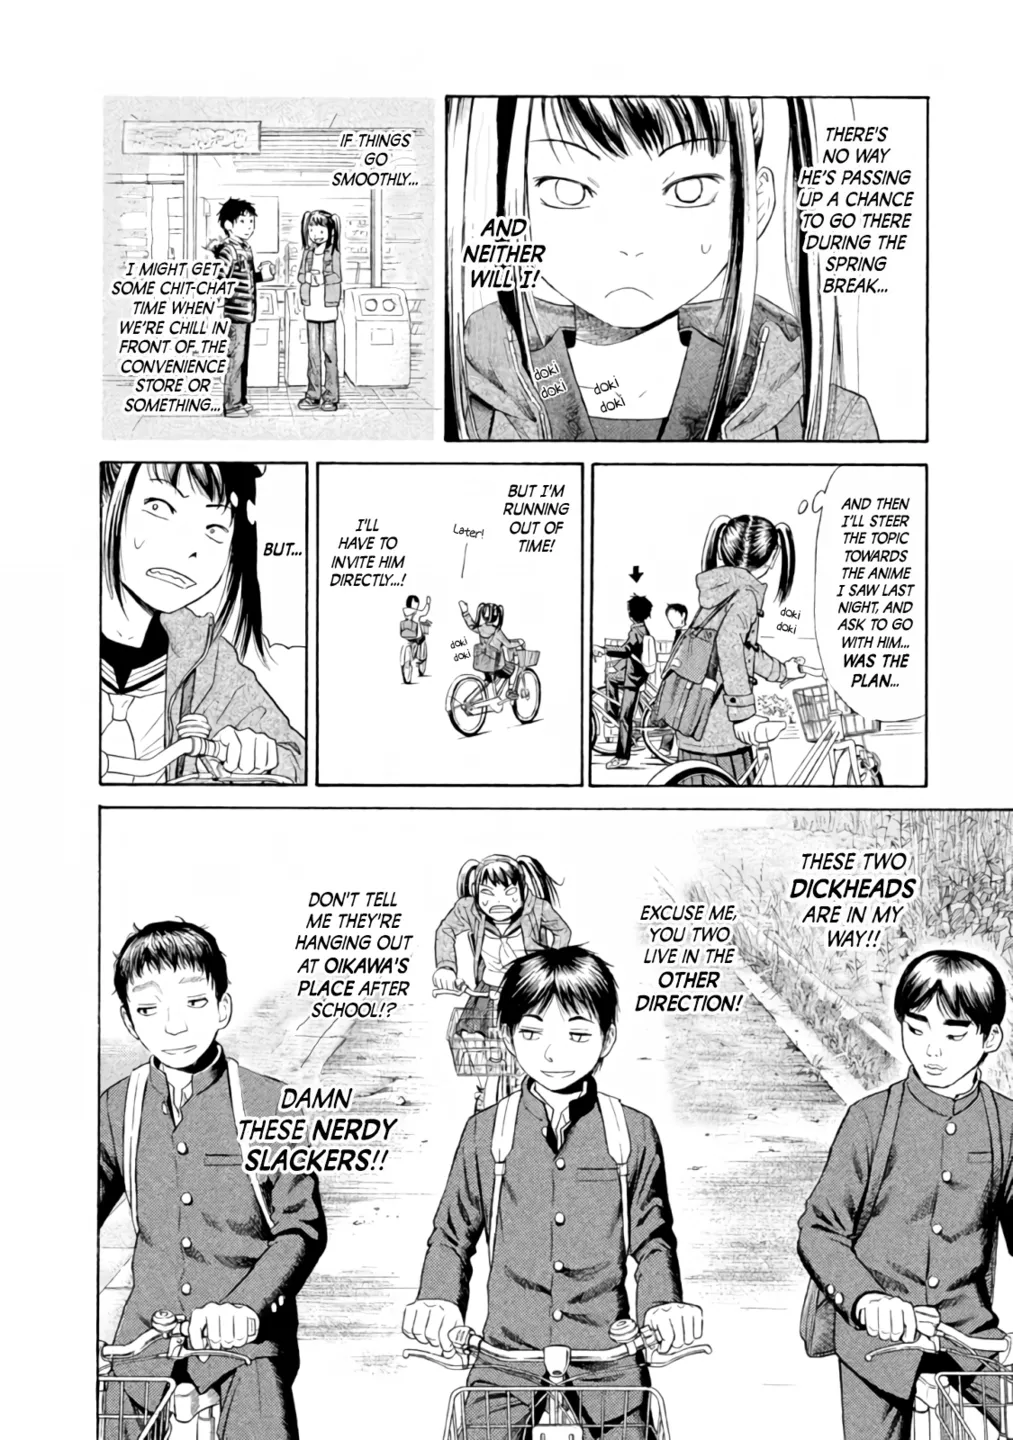 THERE'S
NO WAY
HE'S PASSING
UP A CHANCE
TO GO THERE
DURING THE
SPRING
BREAK...
AND
NEITHER
WILL I!
doki
doki
doki
doki
IF THINGS
GO
SMOOTHLY...
I MIGHT GET
SOME CHIT-CHAT
TIME WHEN
WE'RE CHILL IN
FRONT OF THE
CONVENIENCE
STORE OR
SOMETHING...
AND THEN
I'LL STEER
THE TOPIC
TOWARDS
THE ANIME
I SAW LAST
NIGHT, AND
ASK TO GO
WITH HIM...
WAS THE
PLAN...
doki
doki
BUT I'M
RUNNING
OUT OF
TIME!
Later!
doki
doki
I'LL
HAVE TO
INVITE HIM
DIRECTLY...!
BUT...
THESE TWO
DICKHEADS
ARE IN MY
WAY!!
EXCUSE ME,
YOU TWO
LIVE IN THE
OTHER
DIRECTION!
DON'T TELL
ME THEY'RE
HANGING OUT
AT OIKAWA'S
PLACE AFTER
SCHOOL!?
DAMN
THESE NERDY
SLACKERS!!